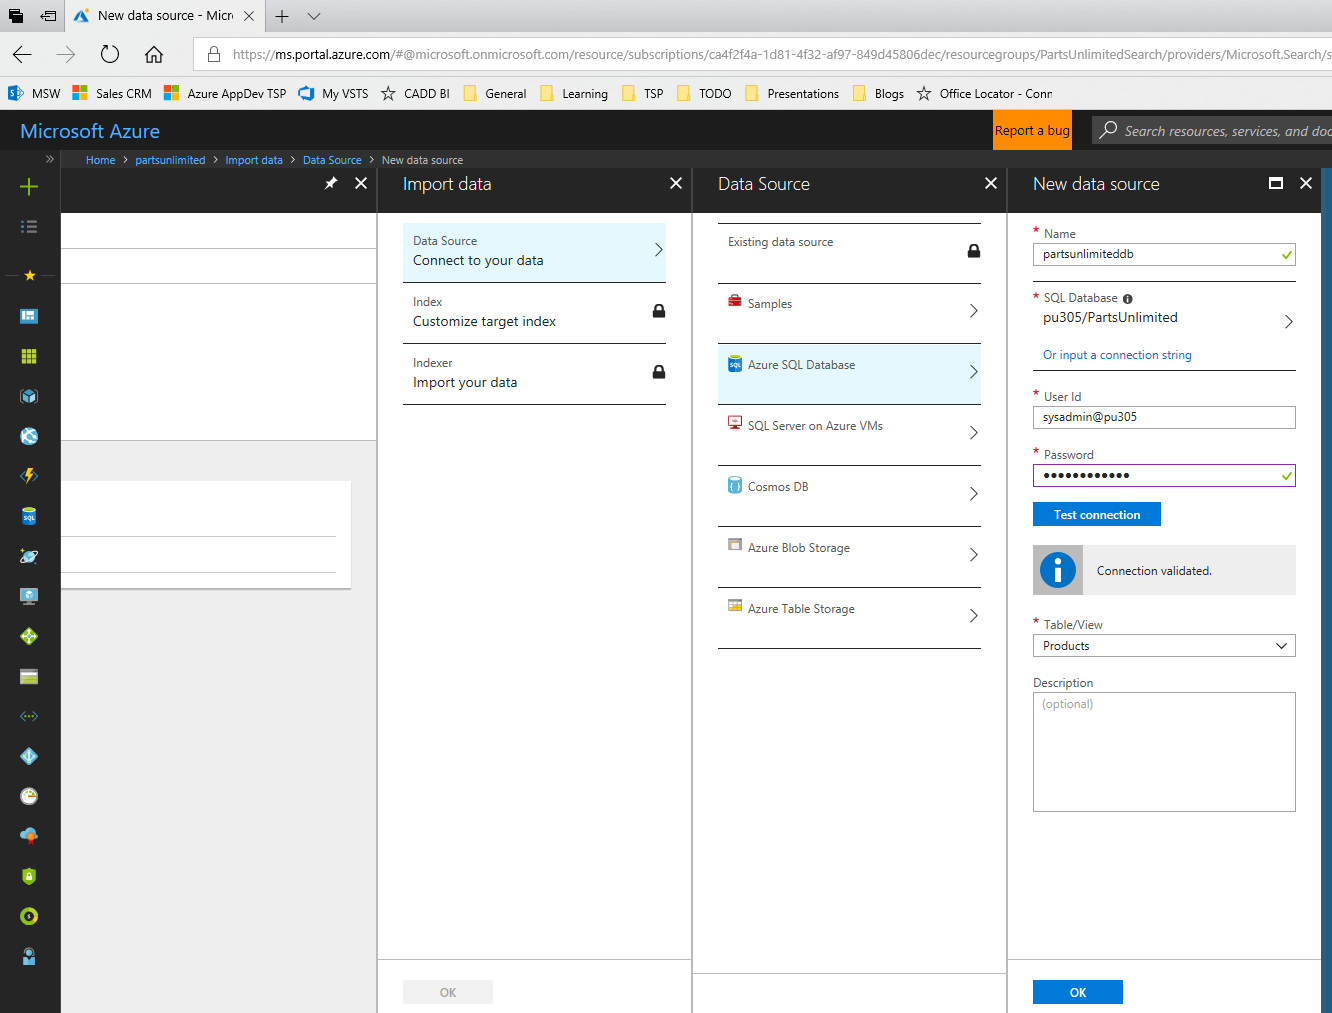 New data source - Micr
https://ms.portal.azure.com/#@microsoft.onmicrosoft.com/resource/subscriptions/ca4f2f4a-1d81-4f32-af97-849d45806dec/resourcegroups/PartsUnlimitedSearch/providers/Microsoft.Search/s
MSW Sales CRM Azure AppDev TSP My VSTS CADD BI General Learning TSP TODO Presentations Blogs Office Locator - Conn
Microsoft Azure
Report a bug
Search resources, services, and doc
Home > partsunlimited > Import data > Data Source > New data source
Import data
Data Source
Connect to your data
Index
Customize target index
Indexer
Import your data
OK
Data Source
Existing data source
Samples
SQL Azure SQL Database
SQL Server on Azure VMs
Cosmos DB
Azure Blob Storage
Azure Table Storage
New data source
* Name
partsunlimiteddb
* SQL Database
pu305/PartsUnlimited
Or input a connection string
* User Id
sysadmin@pu305
* Password
••••••••••••
Test connection
Connection validated.
* Table/View
Products
Description
(optional)
OK
SQL